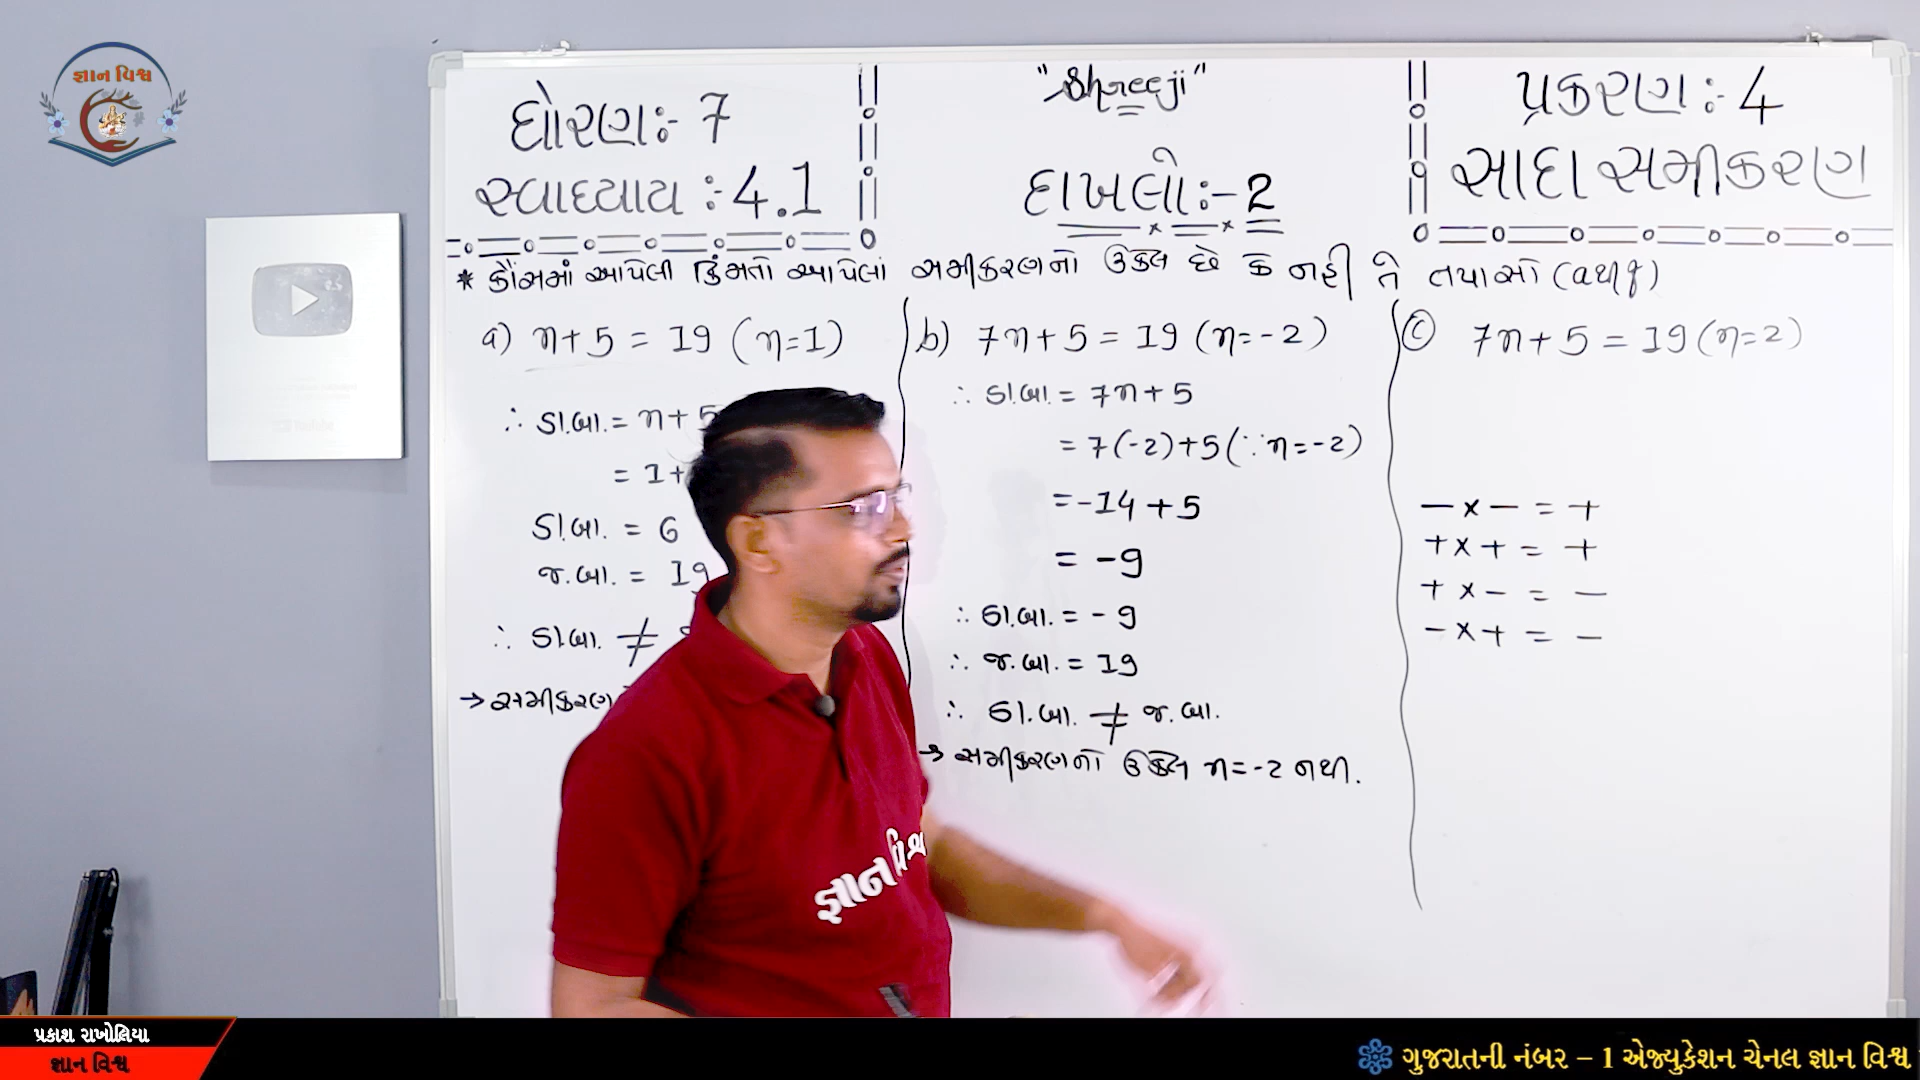 જ્ઞાન વિશ્વ
ધોરણ:- 7
સ્વાધ્યાય :- 4.1
"Shreeji"
દાખલો:- 2
પ્રકરણ :- 4
સાદા સમીકરણ
* કૌંસમાં આપેલી કિંમતો આપેલાં સમીકરણનો ઉકેલ છે કે નહીં તે તપાસો (a થી f)
a) n + 5 = 19 (n=1)
∴ ડા.બા. = n + 5
= 1 +
ડા.બા. = 6
જ.બા. = 19
∴ ડા.બા. ≠
→ સમીકરણ
b) 7n + 5 = 19 (n=-2)
∴ ડા.બા. = 7n + 5
= 7(-2)+5 (∵ n=-2)
= -14 + 5
= -9
∴ ડા.બા. = -9
∴ જ.બા. = 19
∴ ડા.બા. ≠ જ.બા.
→ સમીકરણનો ઉકેલ n=-2 નથી.
c) 7n + 5 = 19 (n=2)
- × - = +
+ × + = +
+ × - = -
- × + = -
જ્ઞાન વિશ્વ
પ્રકાશ રાખોલિયા
જ્ઞાન વિશ્વ
ગુજરાતની નંબર – 1 એજ્યુકેશન ચેનલ જ્ઞાન વિશ્વ